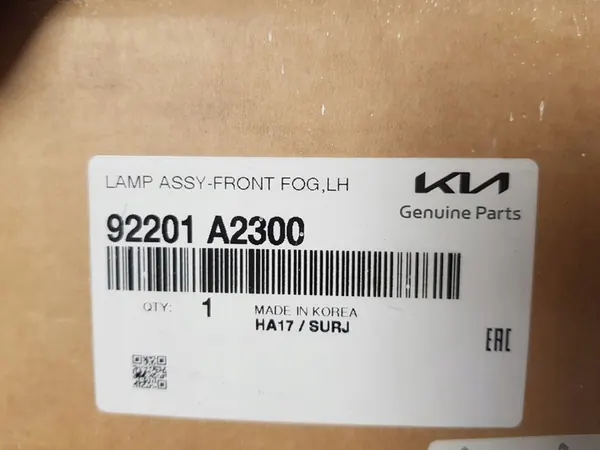 LAMP ASSY-FRONT FOG,LH
KIA
Genuine Parts
92201 A2300
QTY: 1 MADE IN KOREA
HA17 / SURJ
EAC